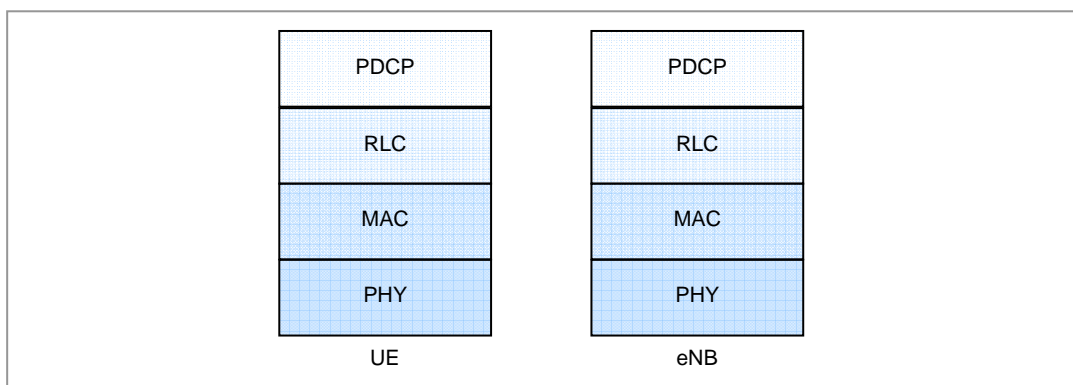 PDCP PDCP
RLC RLC
MAC MAC
PHY PHY
UE eNB